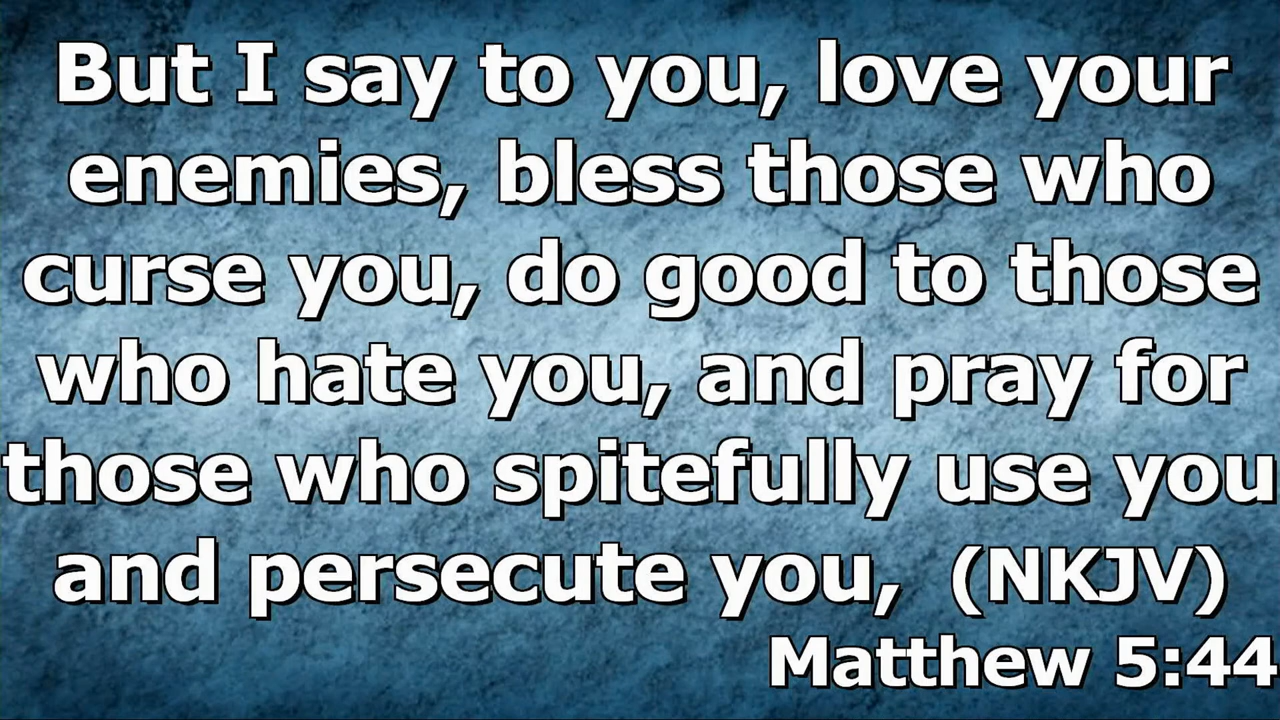 But I say to you, love your
enemies, bless those who
curse you, do good to those
who hate you, and pray for
those who spitefully use you
and persecute you, (NKJV)
Matthew 5:44